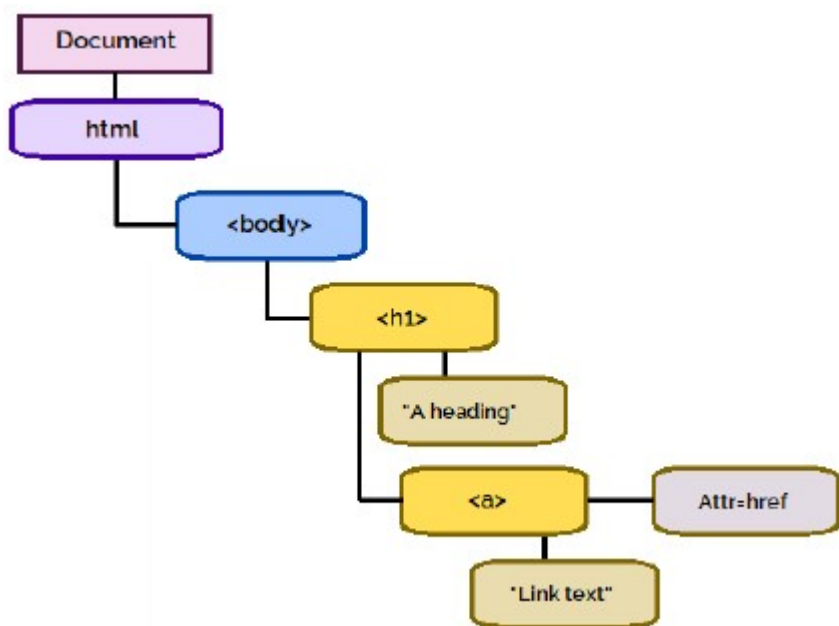 Document
html
<body>
<h1>
"A heading"
<a>
Attr=href
"Link text"